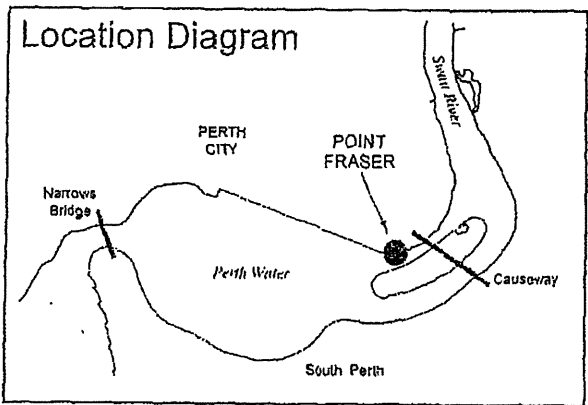 Location Diagram
Swan River
PERTH
CITY
POINT
FRASER
Narrows
Bridge
Perth Water
Causeway
South Perth